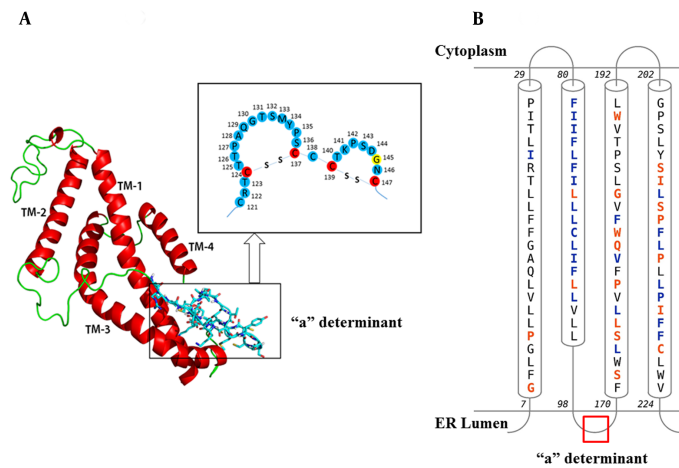 A
130 131 132 133 134 135 136 137 138 139 140 141 142 143 144 145 146 147
129 128 127 126 125 124 123 122 121
C R T C T T P A Q G T S M Y P S C C C T K P S D G N C
S S
S S
TM-1
TM-2
TM-4
TM-3
“a” determinant
B
Cytoplasm
29 80 192 202
P I T L I R T L L F F G A Q L V L L P G L F G
F I I F L F I L L L C L I F L L V L L
L W V T P S L G V F W Q V F P V L L S L W S F
G P S L Y S I L S P F L P L L P I F F C L W V
7 98 170 224
ER Lumen
“a” determinant